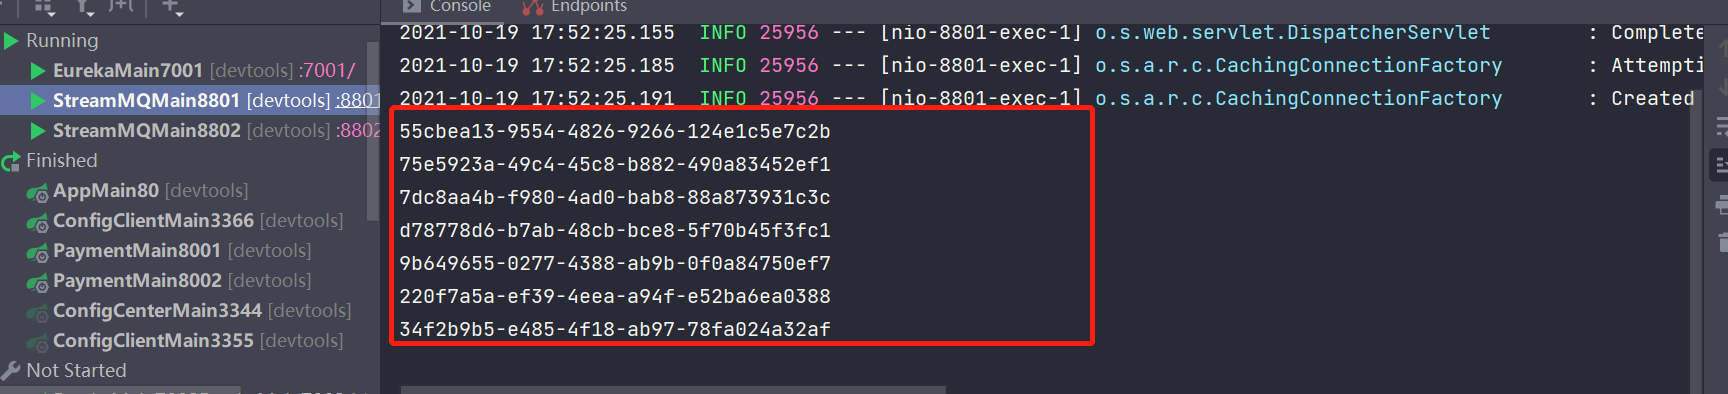 Console Endpoints
Running
EurekaMain7001 [devtools] :7001/
StreamMQMain8801 [devtools] :8801
StreamMQMain8802 [devtools] :8802
Finished
AppMain80 [devtools]
ConfigClientMain3366 [devtools]
PaymentMain8001 [devtools]
PaymentMain8002 [devtools]
ConfigCenterMain3344 [devtools]
ConfigClientMain3355 [devtools]
Not Started
2021-10-19 17:52:25.155 INFO 25956 --- [nio-8801-exec-1] o.s.web.servlet.DispatcherServlet : Complete
2021-10-19 17:52:25.185 INFO 25956 --- [nio-8801-exec-1] o.s.a.r.c.CachingConnectionFactory : Attempti
2021-10-19 17:52:25.191 INFO 25956 --- [nio-8801-exec-1] o.s.a.r.c.CachingConnectionFactory : Created
55cbea13-9554-4826-9266-124e1c5e7c2b
75e5923a-49c4-45c8-b882-490a83452ef1
7dc8aa4b-f980-4ad0-bab8-88a873931c3c
d78778d6-b7ab-48cb-bce8-5f70b45f3fc1
9b649655-0277-4388-ab9b-0f0a84750ef7
220f7a5a-ef39-4eea-a94f-e52ba6ea0388
34f2b9b5-e485-4f18-ab97-78fa024a32af